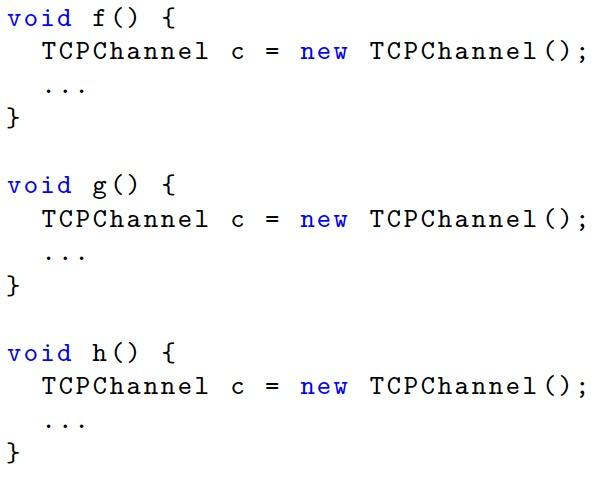 void f() {
  TCPChannel c = new TCPChannel();
  ...
}

void g() {
  TCPChannel c = new TCPChannel();
  ...
}

void h() {
  TCPChannel c = new TCPChannel();
  ...
}